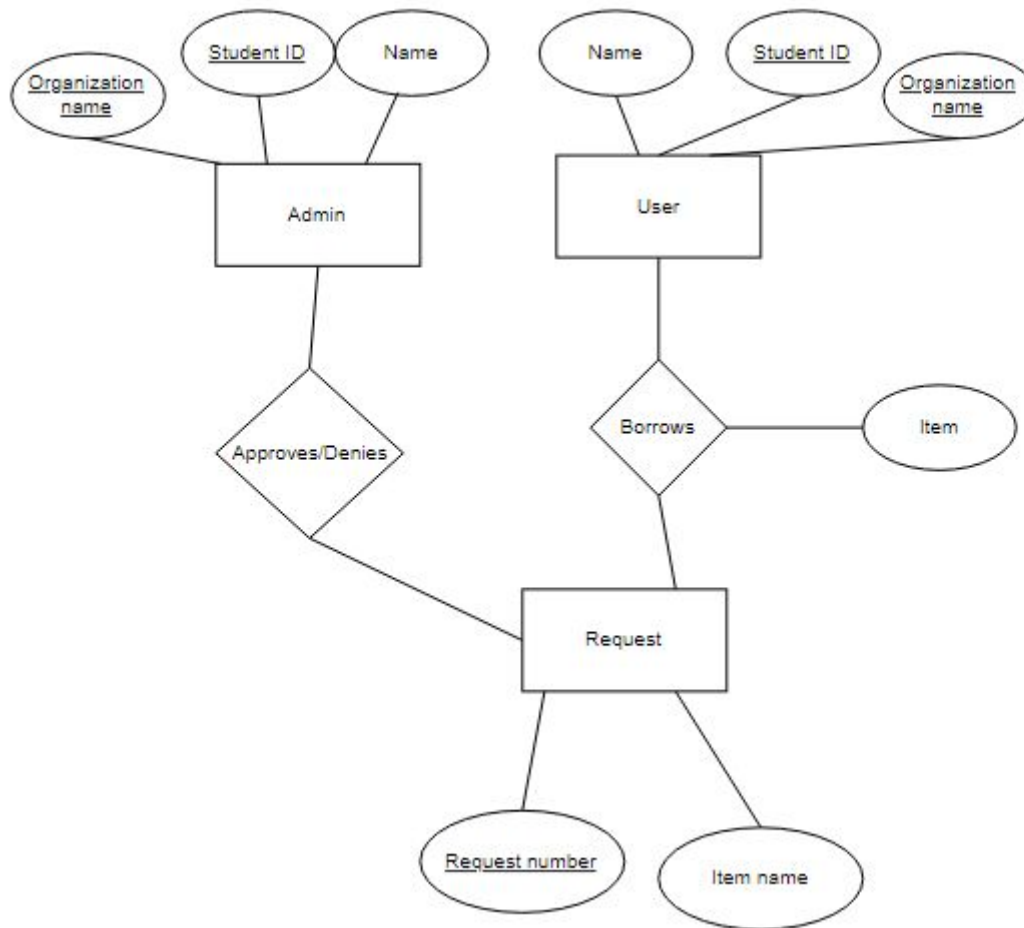 Student ID
Name
Organization
name
Name
Student ID
Organization
name
Admin
User
Approves/Denies
Borrows
Item
Request
Request number
Item name